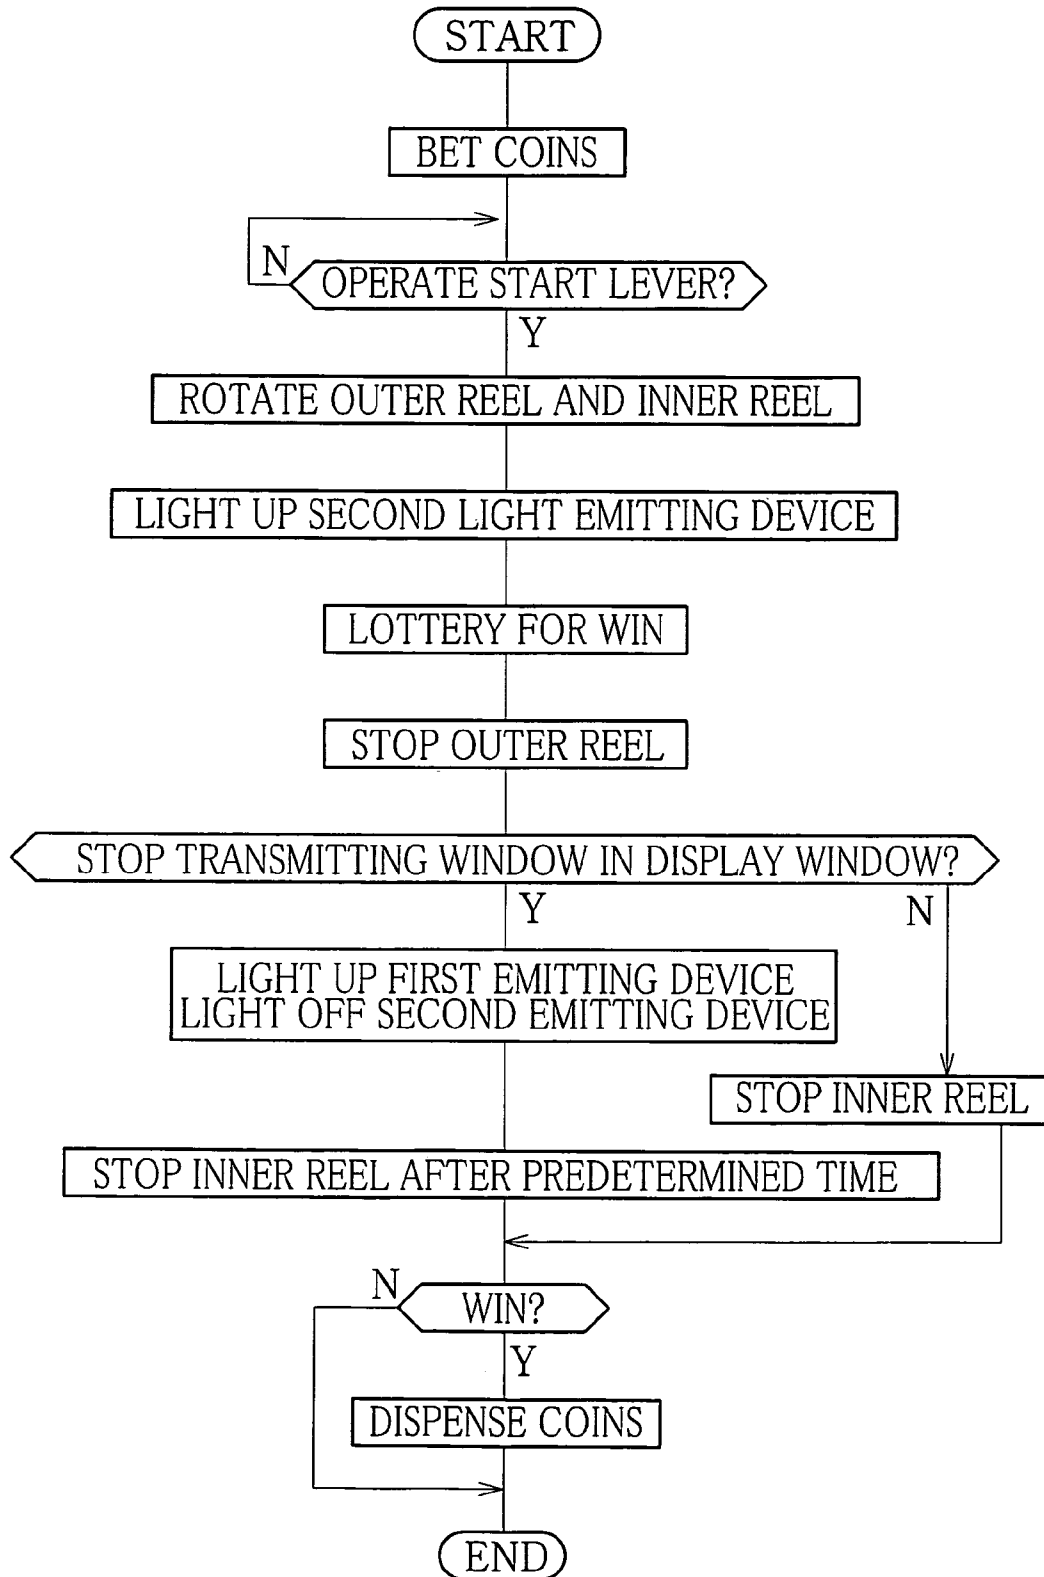 START
BET COINS
N
OPERATE START LEVER?
Y
ROTATE OUTER REEL AND INNER REEL
LIGHT UP SECOND LIGHT EMITTING DEVICE
LOTTERY FOR WIN
STOP OUTER REEL
STOP TRANSMITTING WINDOW IN DISPLAY WINDOW?
Y
N
LIGHT UP FIRST EMITTING DEVICE
LIGHT OFF SECOND EMITTING DEVICE
STOP INNER REEL
STOP INNER REEL AFTER PREDETERMINED TIME
N
WIN?
Y
DISPENSE COINS
END